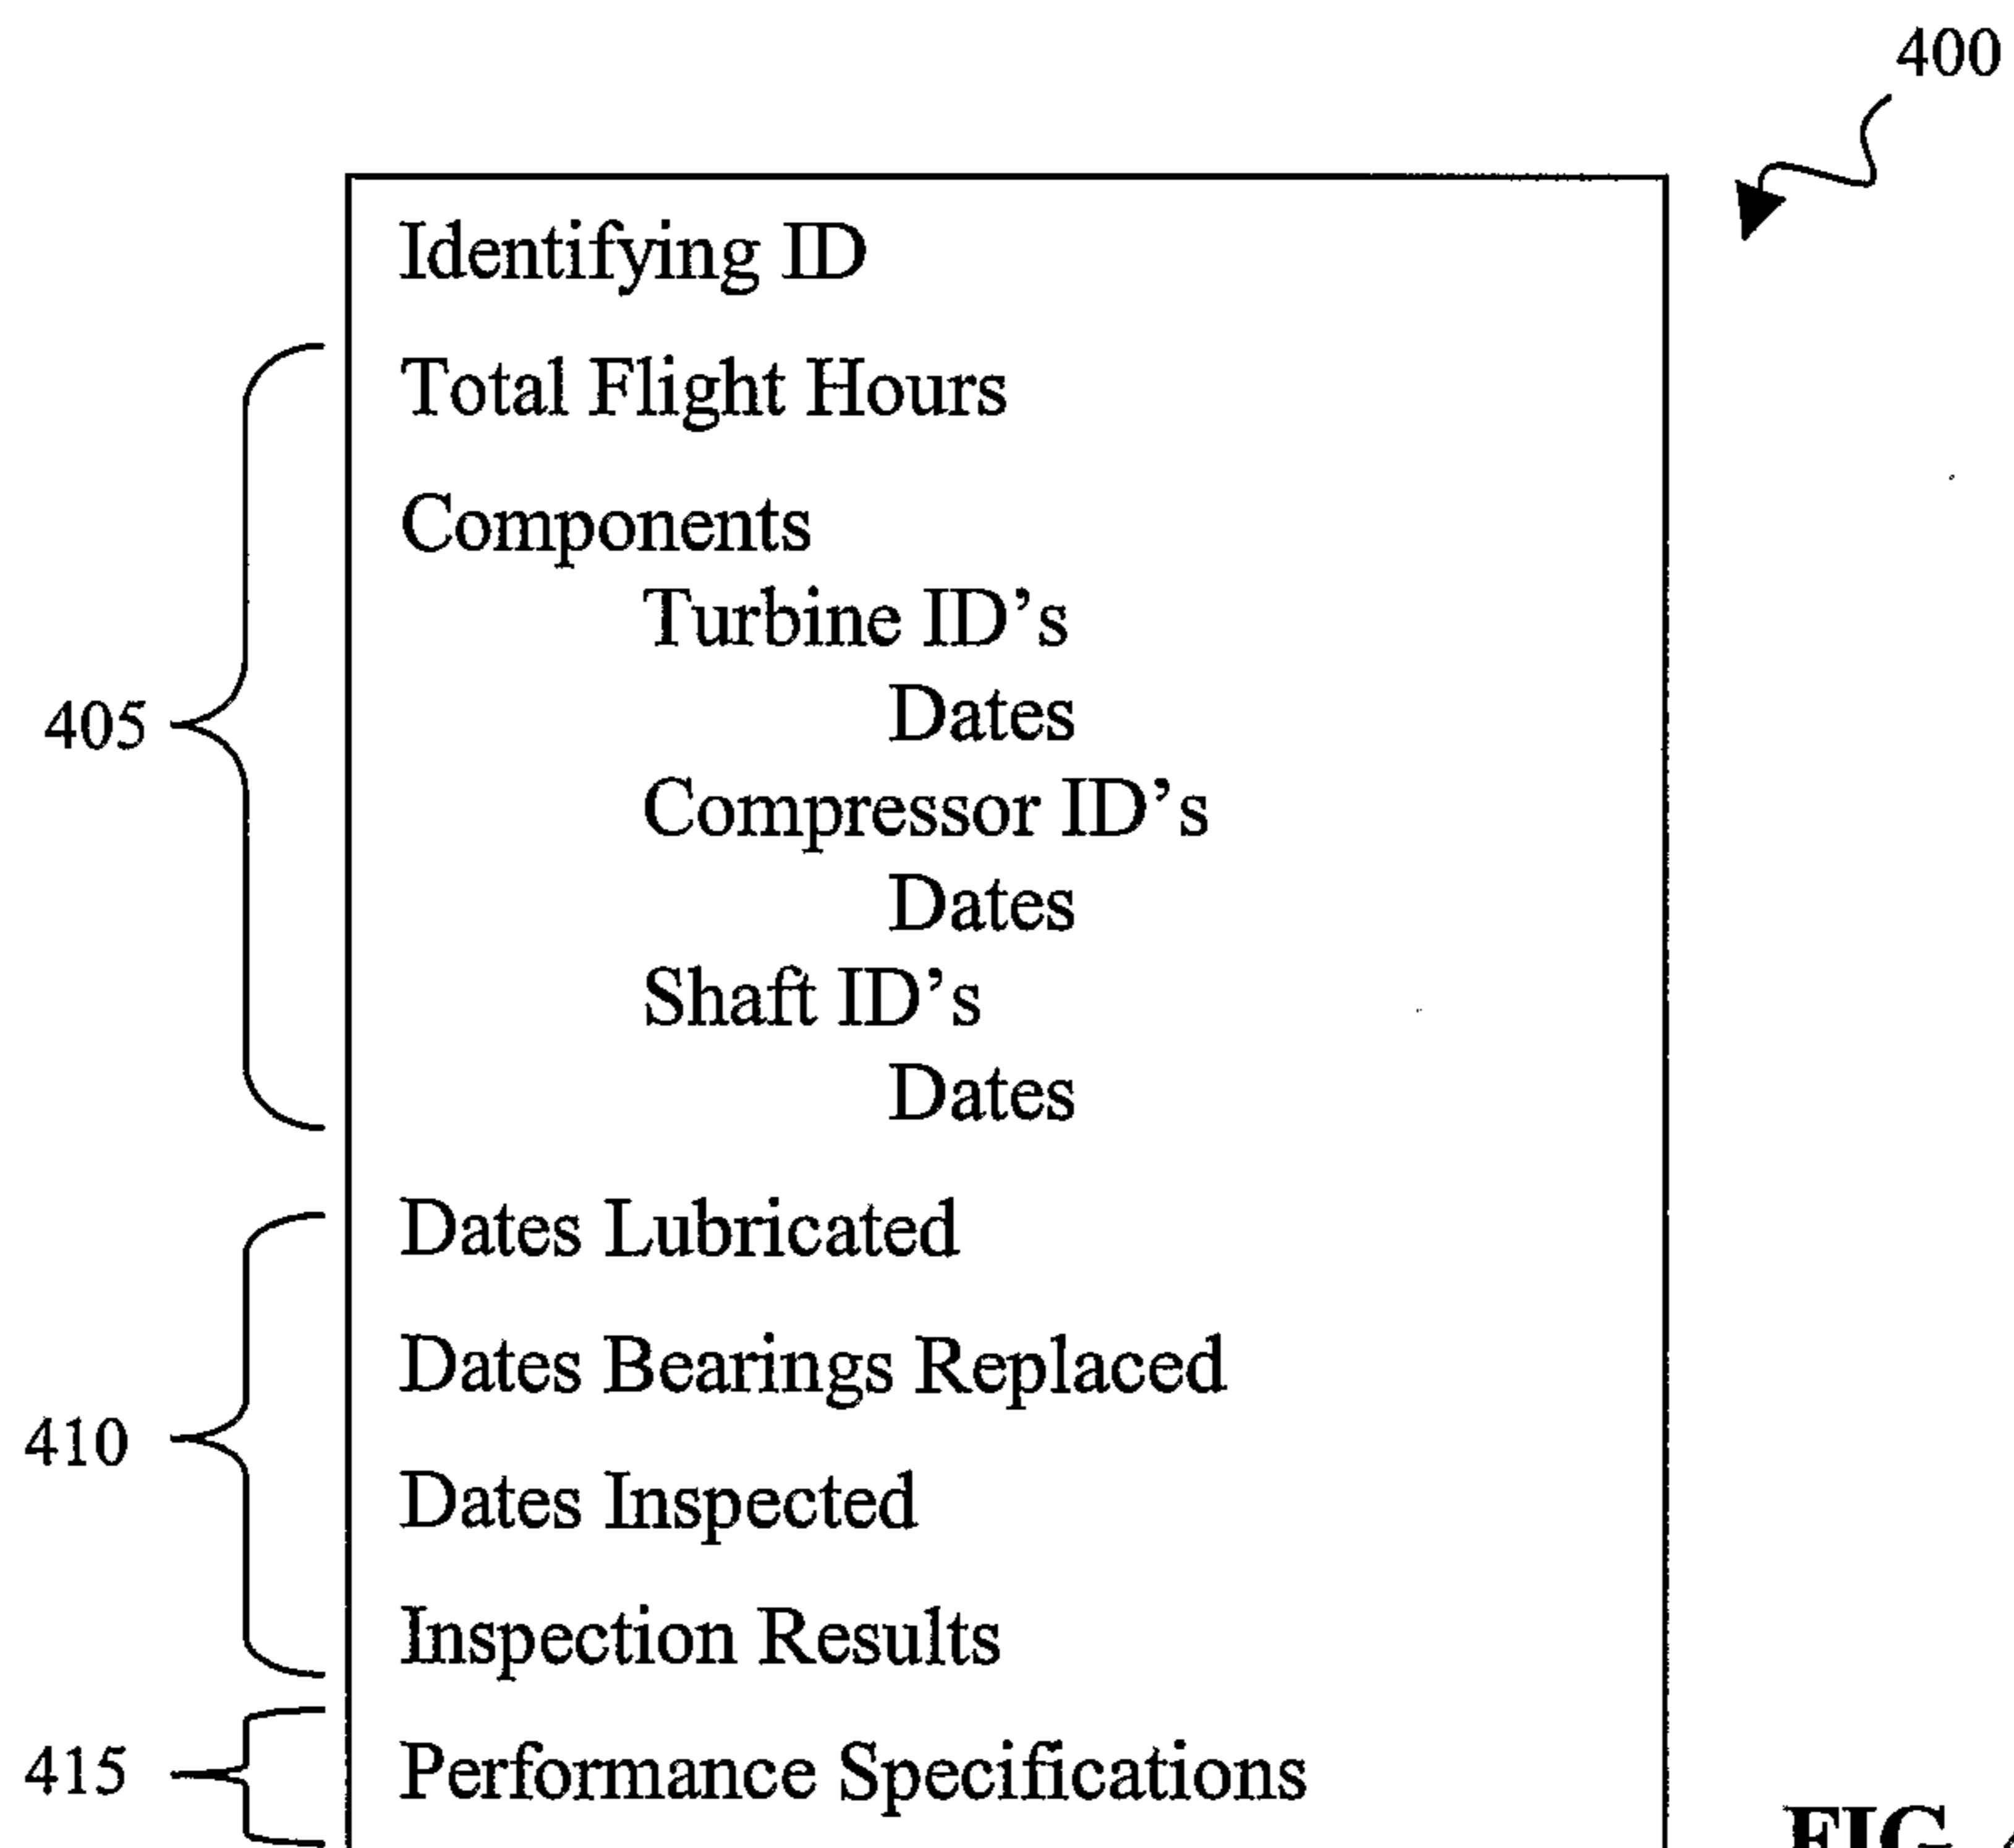 400
Identifying ID
Total Flight Hours
Components
Turbine ID's
Dates
405
Compressor ID's
Dates
Shaft ID's
Dates
Dates Lubricated
Dates Bearings Replaced
410
Dates Inspected
Inspection Results
415
Performance Specifications
FIG